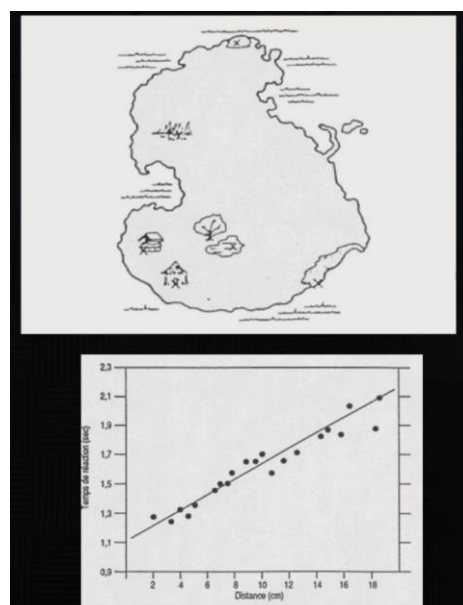 2,3
2,1
1,9
1,7
1,5
1,3
1,1
0,9
Temps de réaction (sec)
2 4 6 8 10 12 14 16 18
Distance (cm)